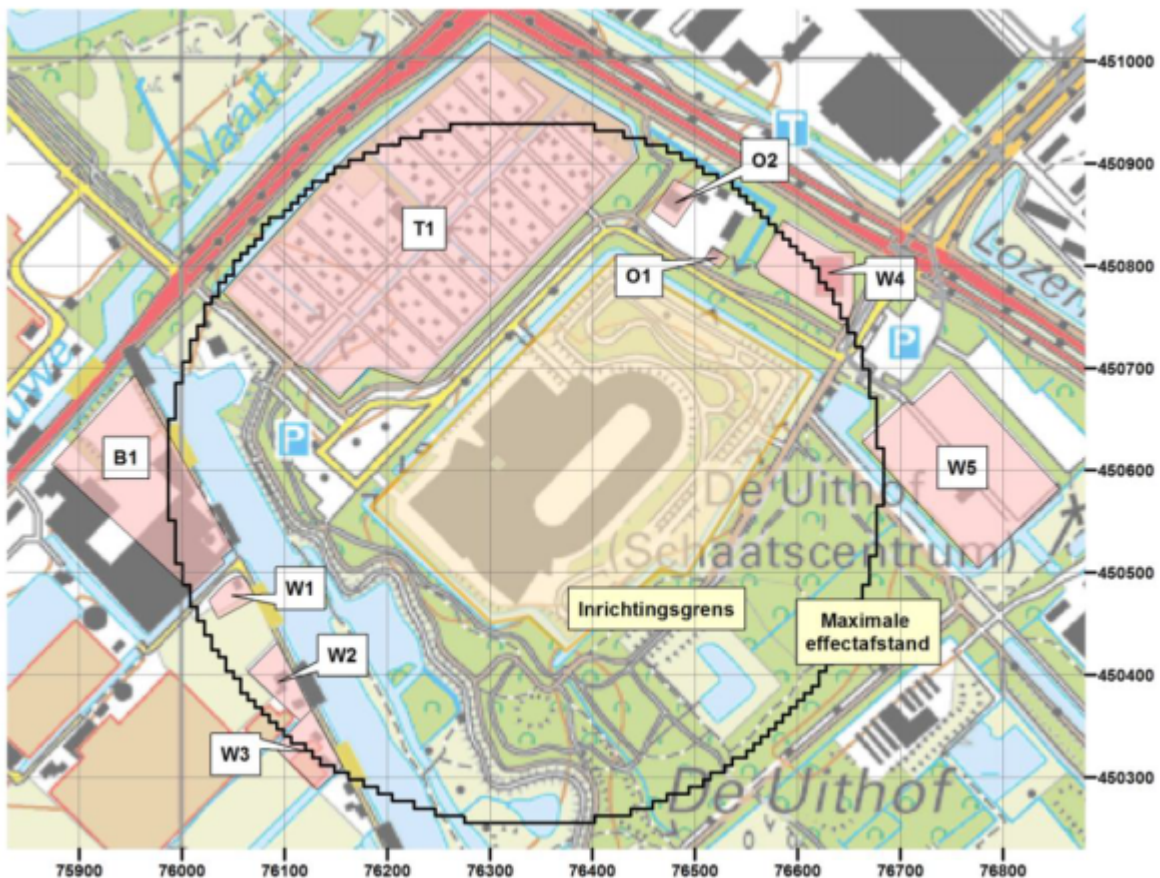 451000
Vaart
T
O2
450900
T1
Lozer
O1
W4
450800
P
uwe
450700
P
B1
W5
450600
De Uithof
(Schaatscentrum)
450500
W1
Inrichtingsgrens
Maximale
effectafstand
W2
450400
W3
De Uithof
450300
75900 76000 76100 76200 76300 76400 76500 76600 76700 76800